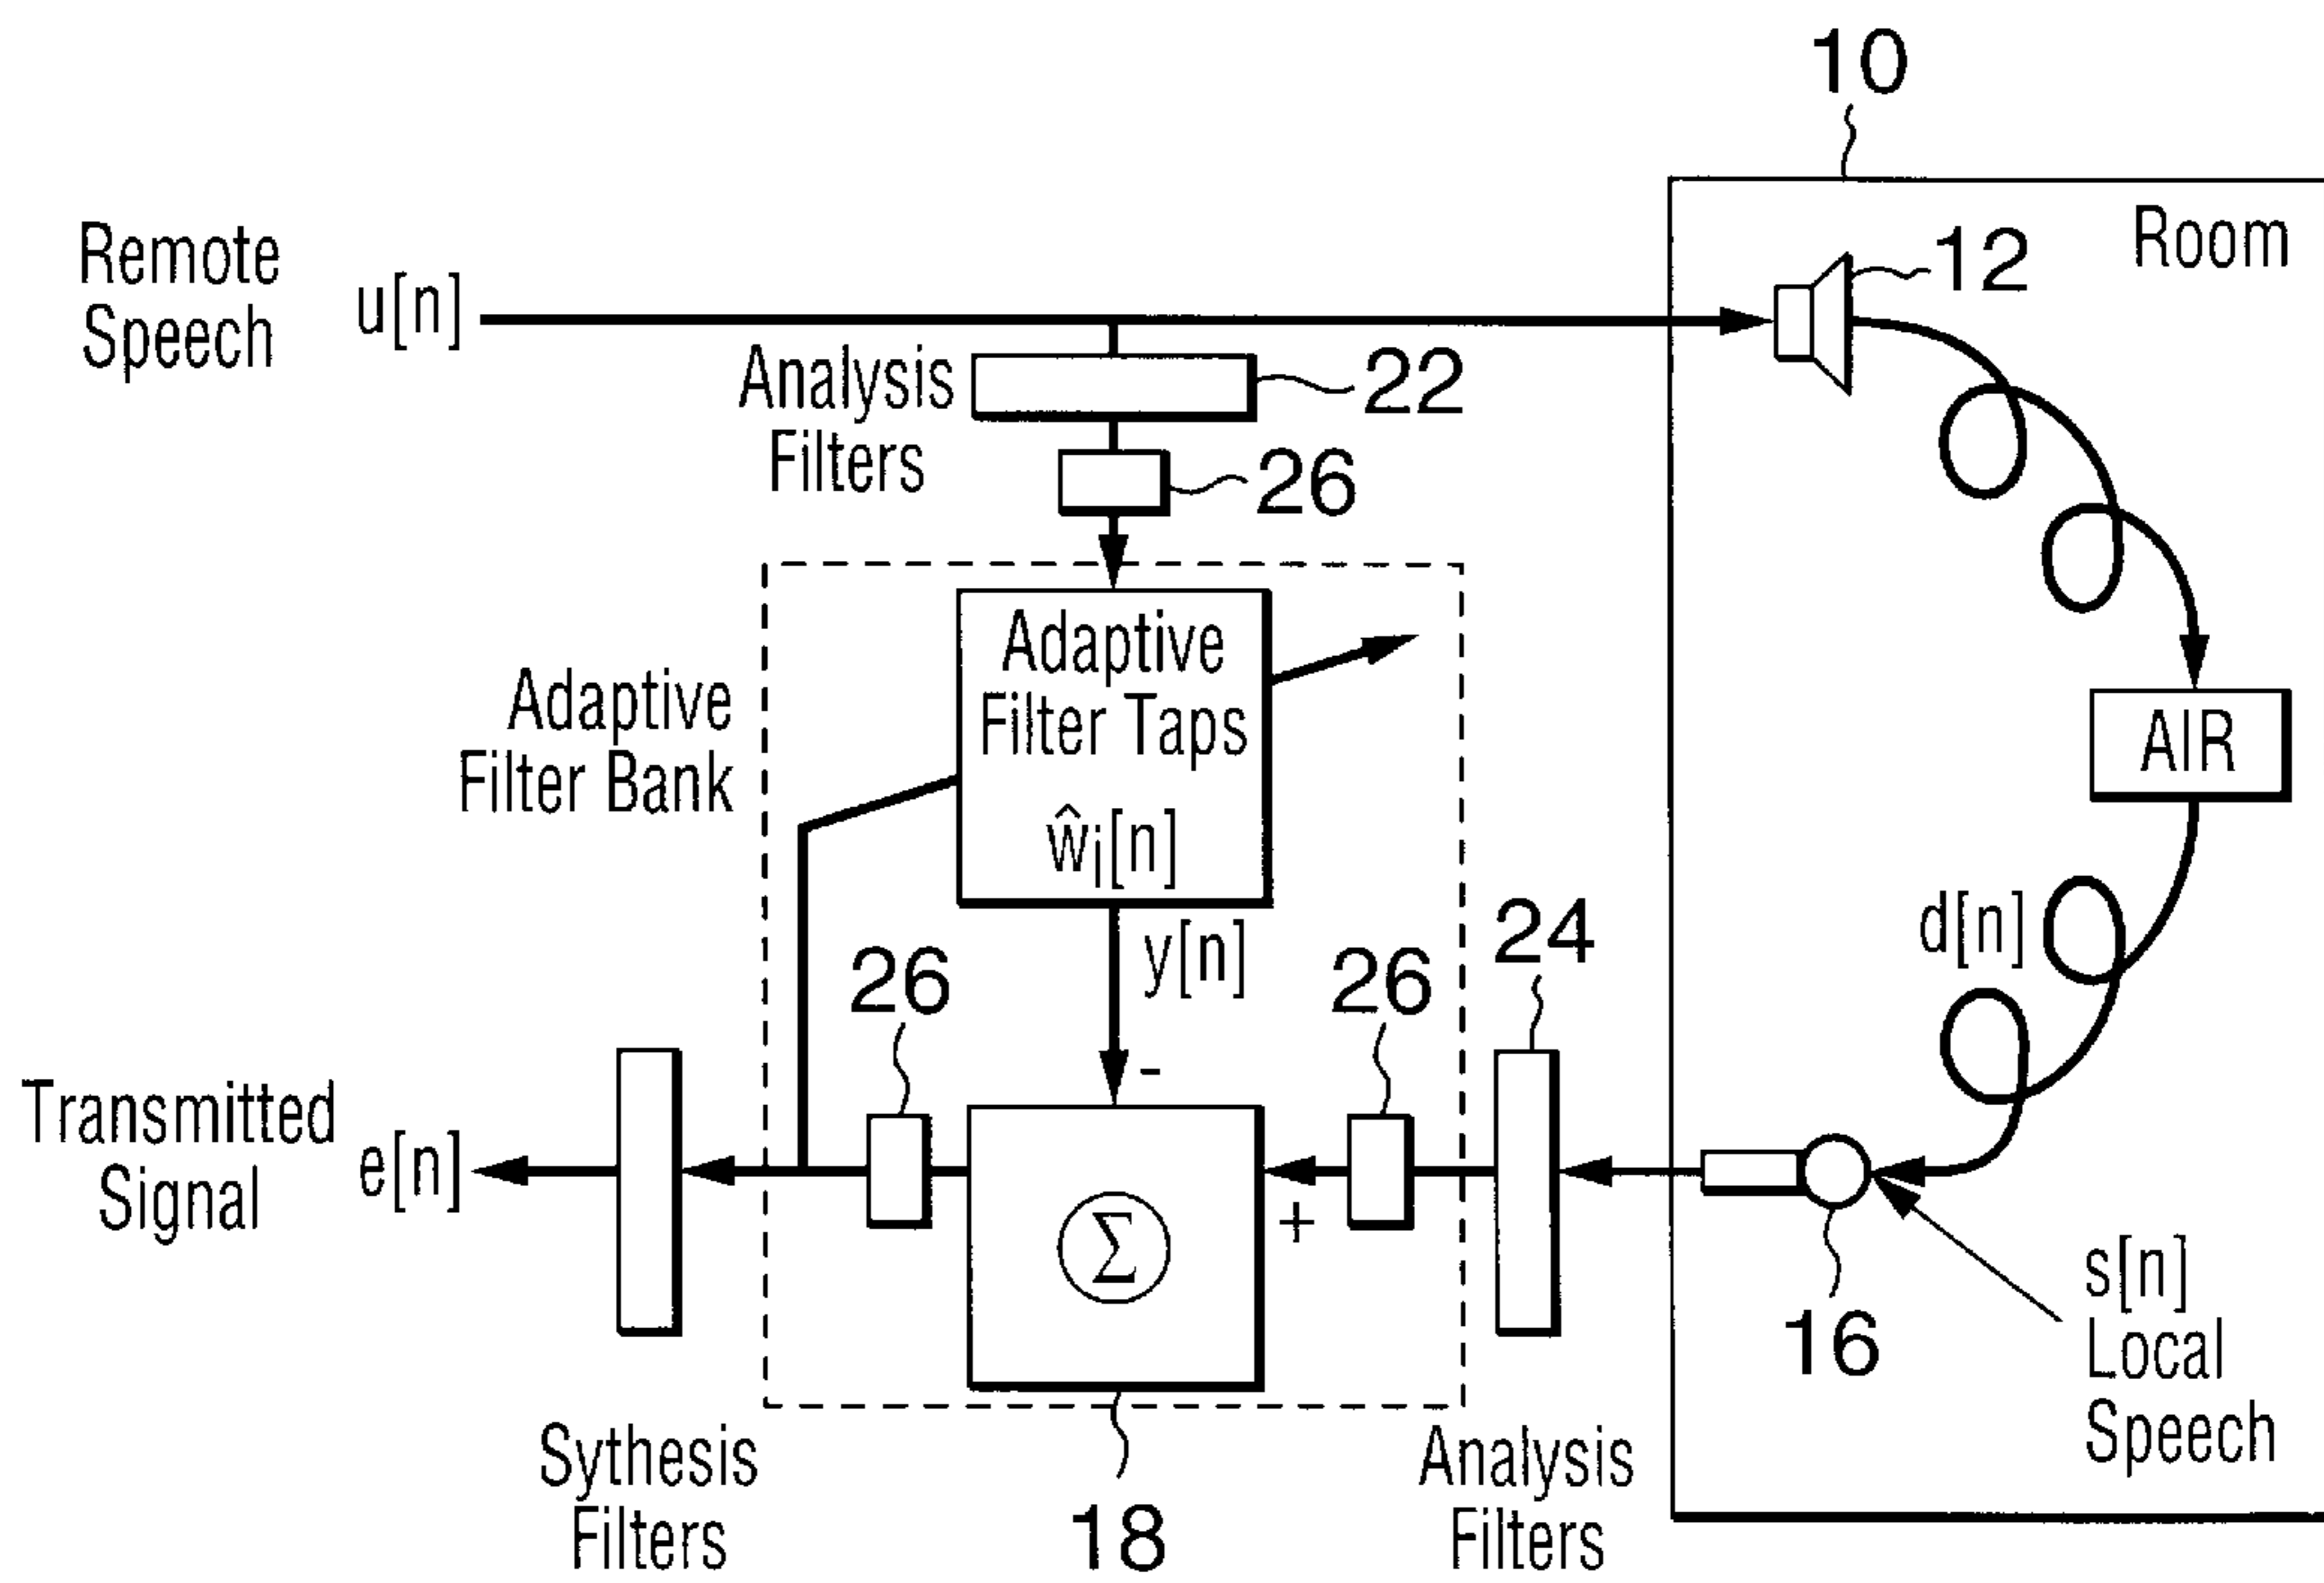 10
Remote
Speech
u[n]
12
Room
Analysis
Filters
22
26
Adaptive
Filter Bank
Adaptive
Filter Taps
ŵi[n]
AIR
y[n]
26
26
24
d[n]
-
Transmitted
Signal
e[n]
Σ
+
16
s[n]
Local
Speech
Sythesis
Filters
18
Analysis
Filters